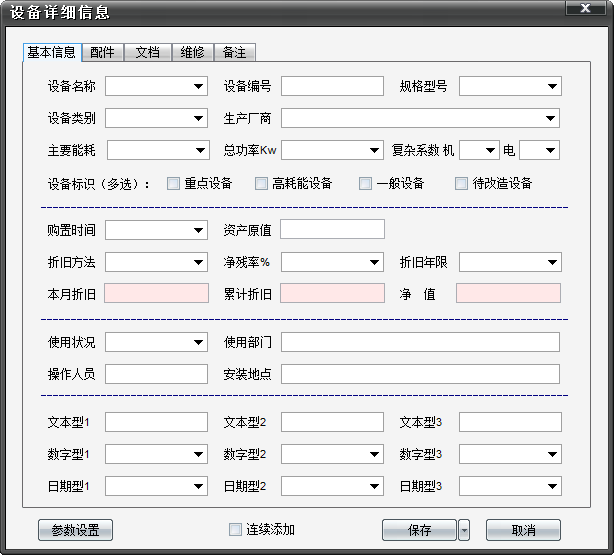 设备详细信息
基本信息 配件 文档 维修 备注
设备名称 设备编号 规格型号
设备类别 生产厂商
主要能耗 总功率Kw 复杂系数 机 电
设备标识（多选）： 重点设备 高耗能设备 一般设备 待改造设备
购置时间 资产原值
折旧方法 净残率% 折旧年限
本月折旧 累计折旧 净 值
使用状况 使用部门
操作人员 安装地点
文本型1 文本型2 文本型3
数字型1 数字型2 数字型3
日期型1 日期型2 日期型3
参数设置 连续添加 保存 取消